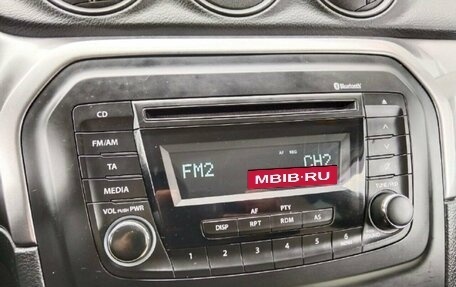 Bluetooth
CD
FM/AM
TA
MEDIA
VOL PUSH PWR
AF REG
FM2 CH2
MBIB·RU
AF PTY
DISP RPT RDM AS
1 2 3 4 5 6